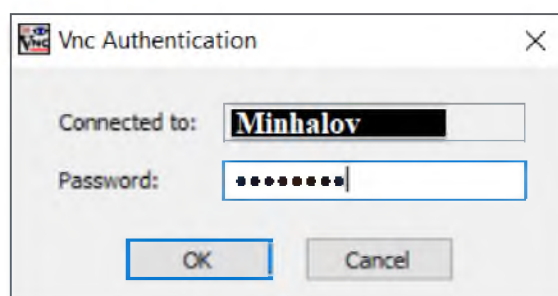 Vnc Authentication
Connected to: Minhalov
Password: ••••••••
OK Cancel